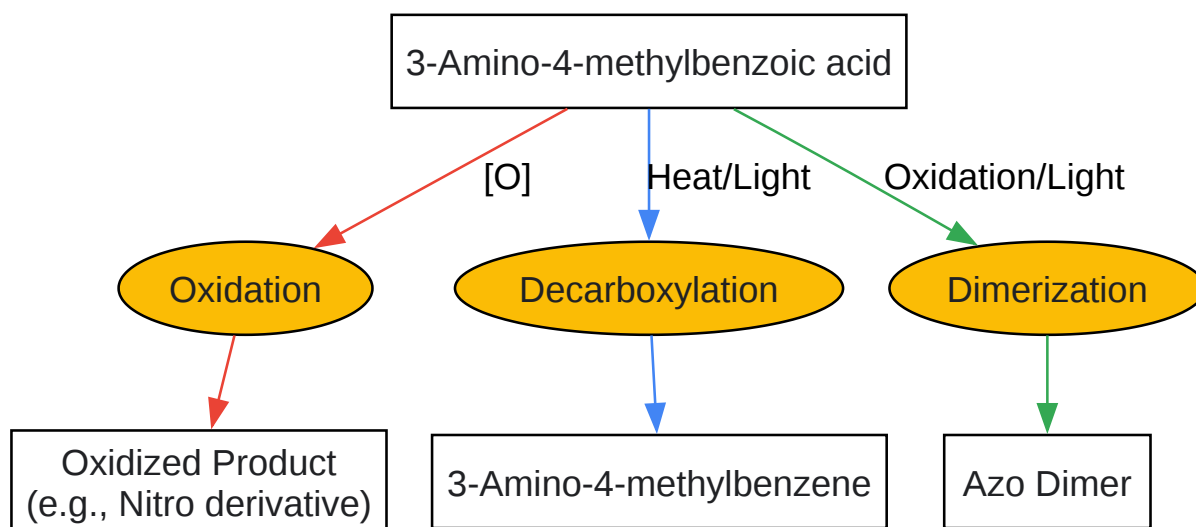 3-Amino-4-methylbenzoic acid
[O]
Heat/Light
Oxidation/Light
Oxidation
Decarboxylation
Dimerization
Oxidized Product
(e.g., Nitro derivative)
3-Amino-4-methylbenzene
Azo Dimer